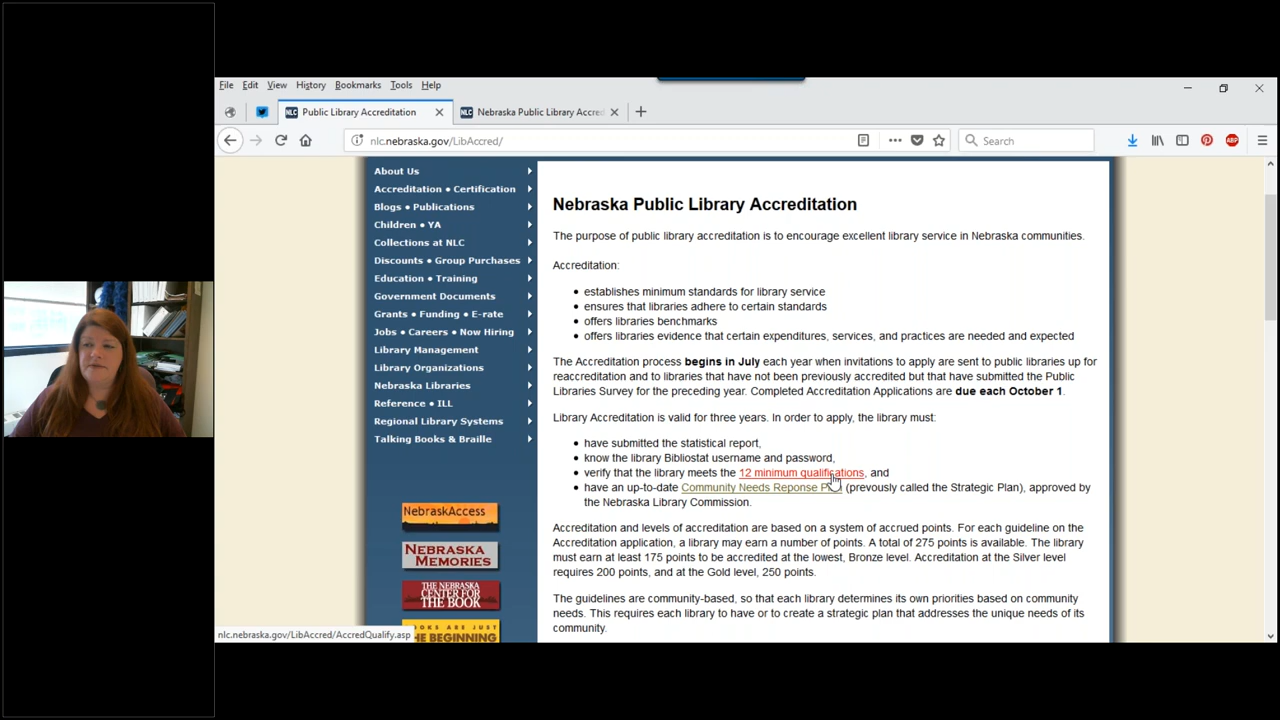 File Edit View History Bookmarks Tools Help
NLC Public Library Accreditation
NLC Nebraska Public Library Accred
nlc.nebraska.gov/LibAccred/
Search
ABP
About Us
Accreditation • Certification
Blogs • Publications
Children • YA
Collections at NLC
Discounts • Group Purchases
Education • Training
Government Documents
Grants • Funding • E-rate
Jobs • Careers • Now Hiring
Library Management
Library Organizations
Nebraska Libraries
Reference • ILL
Regional Library Systems
Talking Books & Braille
NebraskAccess
NEBRASKA
MEMORIES
THE NEBRASKA
CENTER FOR
THE BOOK
BOOKS ARE JUST
THE BEGINNING
Nebraska Public Library Accreditation
The purpose of public library accreditation is to encourage excellent library service in Nebraska communities.
Accreditation:
• establishes minimum standards for library service
• ensures that libraries adhere to certain standards
• offers libraries benchmarks
• offers libraries evidence that certain expenditures, services, and practices are needed and expected
The Accreditation process begins in July each year when invitations to apply are sent to public libraries up for
reaccreditation and to libraries that have not been previously accredited but that have submitted the Public
Libraries Survey for the preceding year. Completed Accreditation Applications are due each October 1.
Library Accreditation is valid for three years. In order to apply, the library must:
• have submitted the statistical report,
• know the library Bibliostat username and password,
• verify that the library meets the 12 minimum qualifications, and
• have an up-to-date Community Needs Reponse Plan (prevously called the Strategic Plan), approved by
the Nebraska Library Commission.
Accreditation and levels of accreditation are based on a system of accrued points. For each guideline on the
Accreditation application, a library may earn a number of points. A total of 275 points is available. The library
must earn at least 175 points to be accredited at the lowest, Bronze level. Accreditation at the Silver level
requires 200 points, and at the Gold level, 250 points.
The guidelines are community-based, so that each library determines its own priorities based on community
needs. This requires each library to have or to create a strategic plan that addresses the unique needs of its
community.
nlc.nebraska.gov/LibAccred/AccredQualify.asp